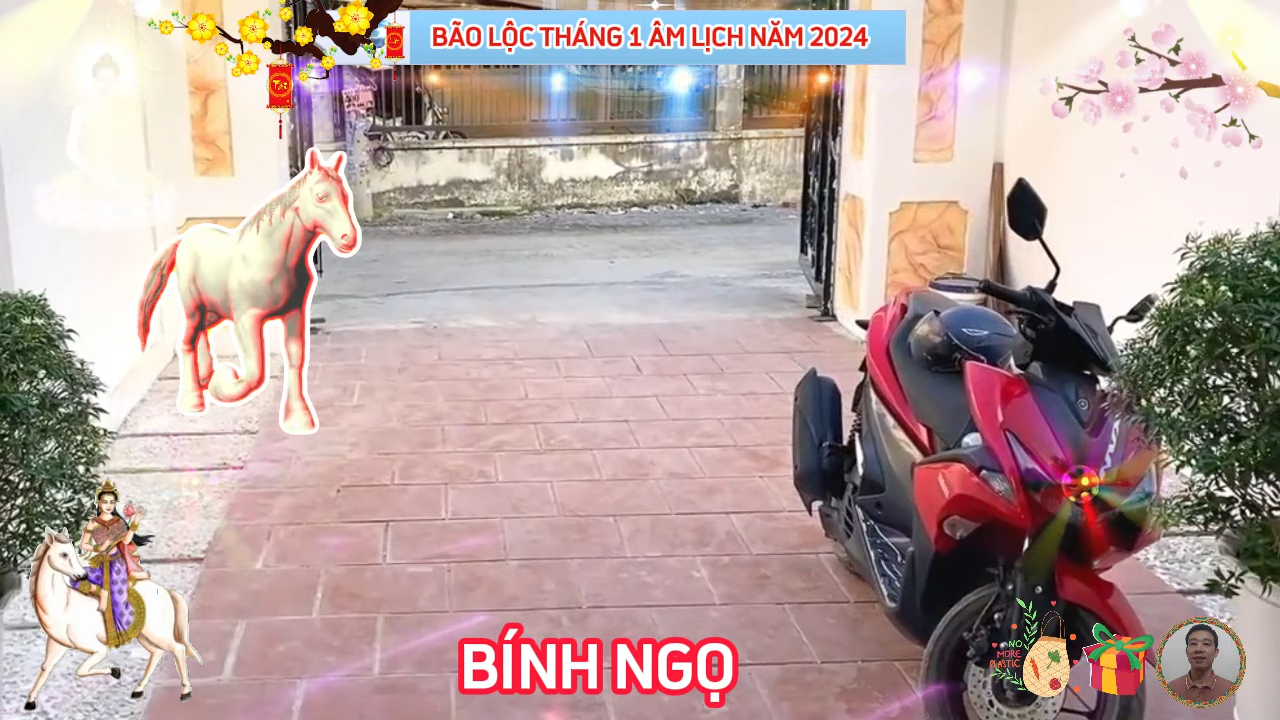 BÃO LỘC THÁNG 1 ÂM LỊCH NĂM 2024
BÍNH NGỌ
NO
MORE
PLASTIC